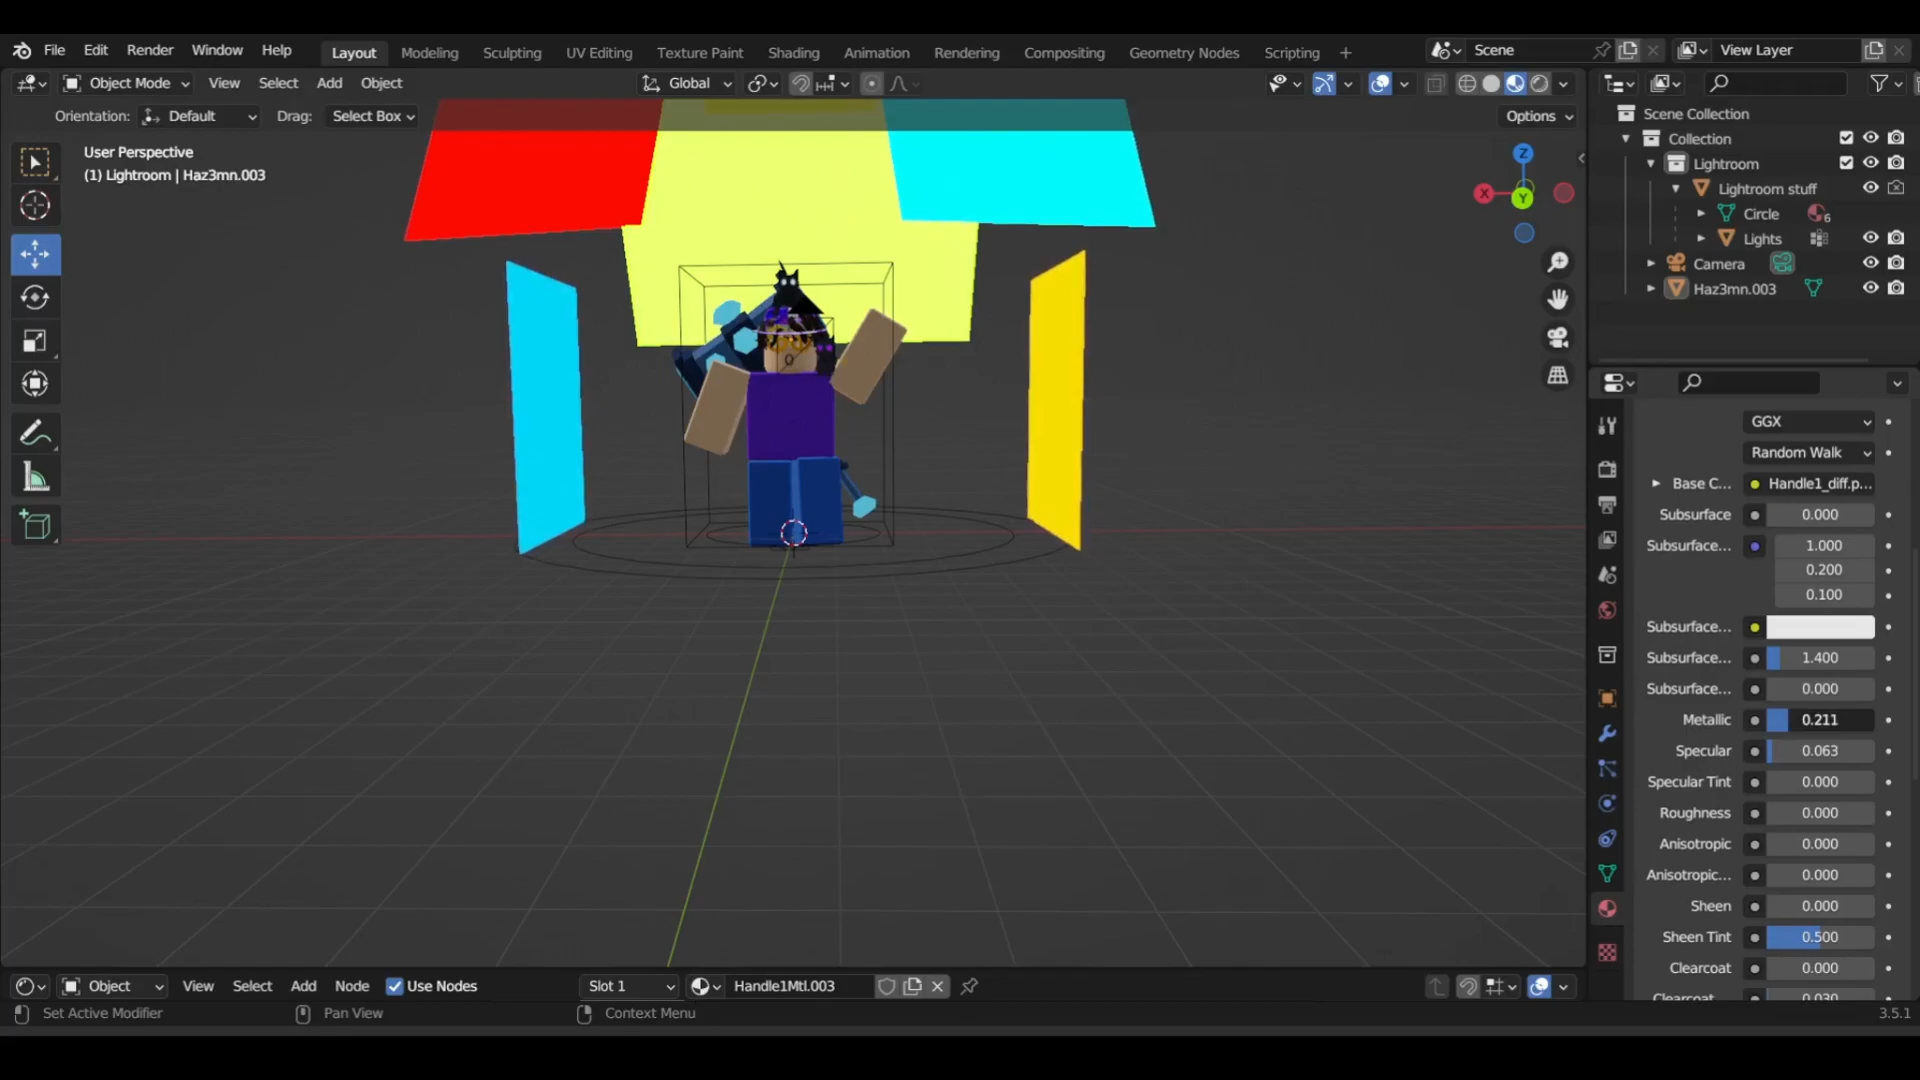 File Edit Render Window Help Layout Modeling Sculpting UV Editing Texture Paint Shading Animation Rendering Compositing Geometry Nodes Scripting + Scene View Layer
Object Mode View Select Add Object Global
Orientation: Default Drag: Select Box Options
User Perspective
(1) Lightroom | Haz3mn.003
Z
X
Y
Scene Collection
Collection
Lightroom
Lightroom stuff
Circle 6
Lights
Camera
Haz3mn.003
GGX
Random Walk
Base C... Handle1_diff.p...
Subsurface 0.000
Subsurface... 1.000
0.200
0.100
Subsurface...
Subsurface... 1.400
Subsurface... 0.000
Metallic 0.211
Specular 0.063
Specular Tint 0.000
Roughness 0.000
Anisotropic 0.000
Anisotropic... 0.000
Sheen 0.000
Sheen Tint 0.500
Clearcoat 0.000
Clearcoat... 0.030
Object View Select Add Node Use Nodes Slot 1 Handle1Mtl.003
Set Active Modifier Pan View Context Menu 3.5.1